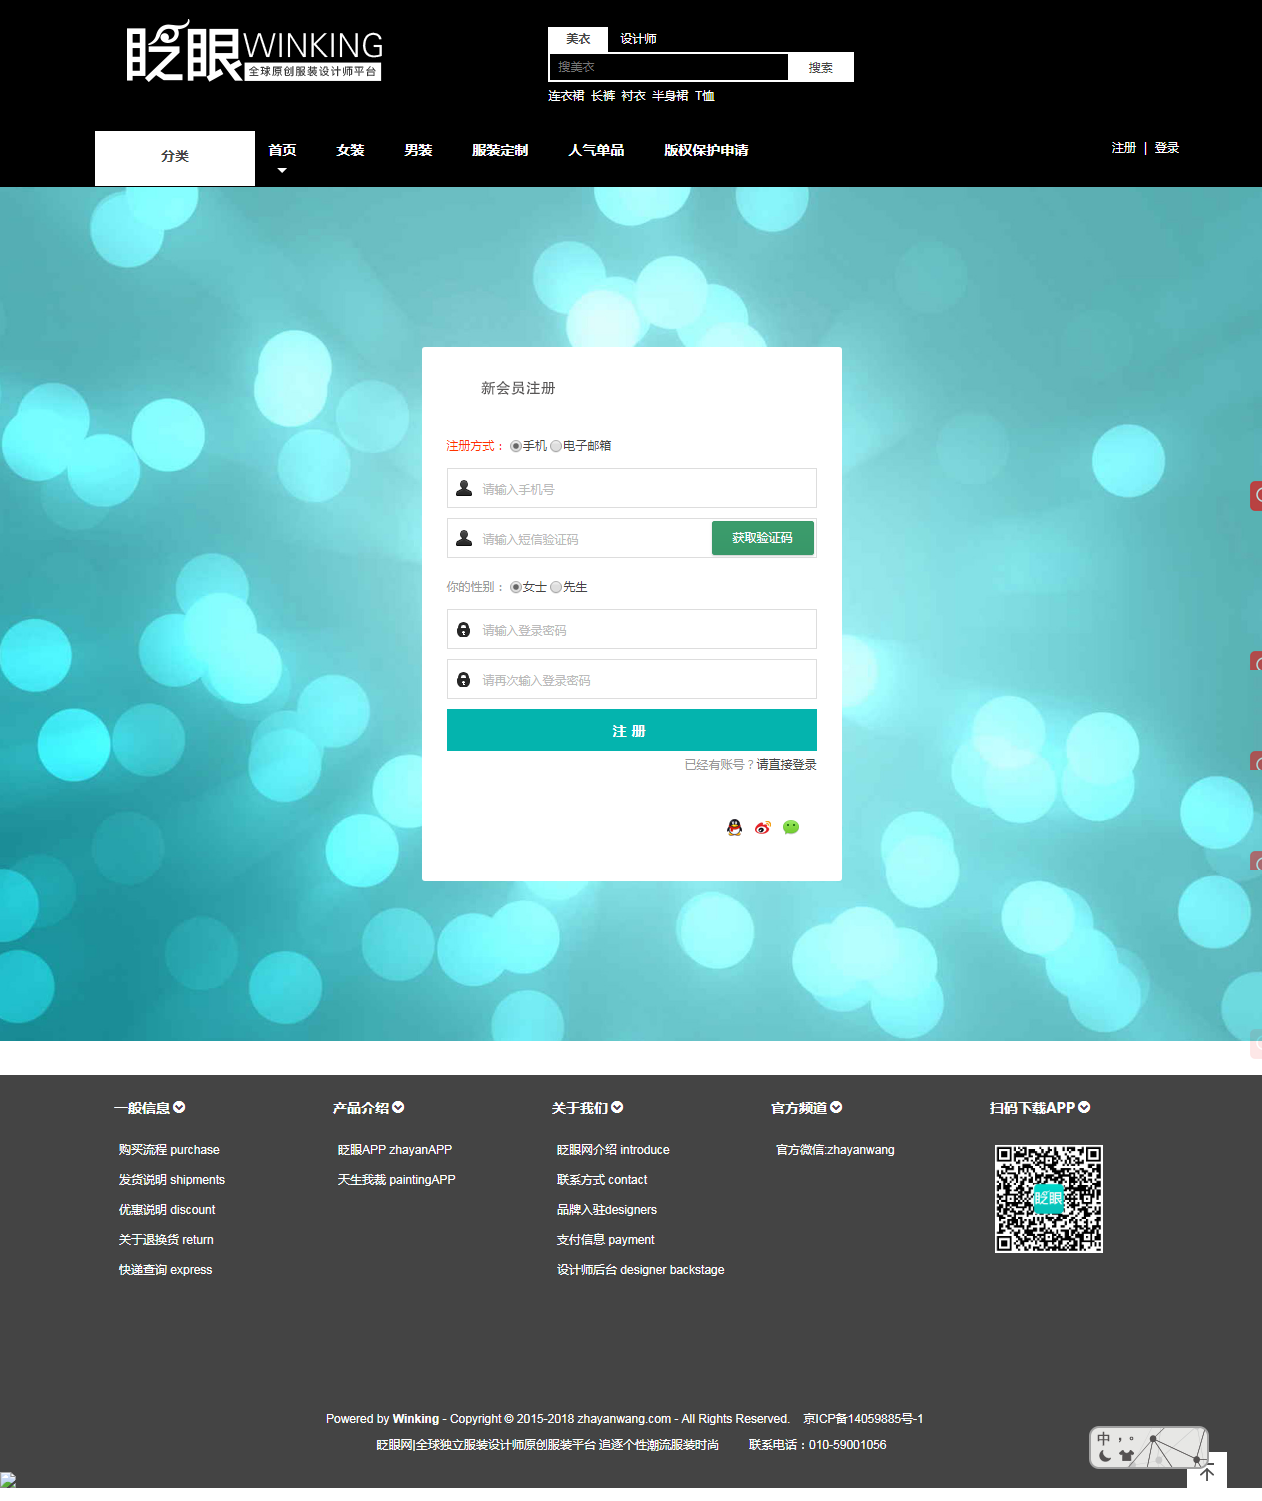 眨眼WINKING
全球原创服装设计师平台
美衣 设计师
搜美衣 搜索
连衣裙 长裤 衬衣 半身裙 T恤
分类 首页 女装 男装 服装定制 人气单品 版权保护申请 注册 | 登录
新会员注册
注册方式： 手机 电子邮箱
请输入手机号
请输入短信验证码 获取验证码
你的性别： 女士 先生
请输入登录密码
请再次输入登录密码
注 册
已经有账号？请直接登录
一般信息 产品介绍 关于我们 官方频道 扫码下载APP
购买流程 purchase 眨眼APP zhayanAPP 眨眼网介绍 introduce 官方微信:zhayanwang
发货说明 shipments 天生我裁 paintingAPP 联系方式 contact
眨眼
优惠说明 discount 品牌入驻designers
关于退换货 return 支付信息 payment
快递查询 express 设计师后台 designer backstage
Powered by Winking - Copyright © 2015-2018 zhayanwang.com - All Rights Reserved. 京ICP备14059885号-1
眨眼网|全球独立服装设计师原创服装平台 追逐个性潮流服装时尚 联系电话：010-59001056
中 ，。